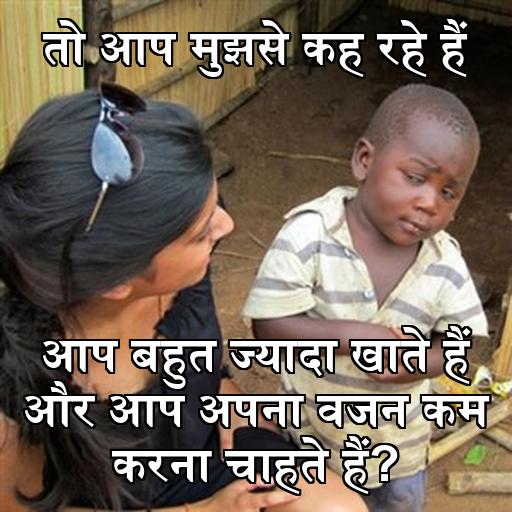 तो आप मुझसे कह रहे हैं
आप बहुत ज्यादा खाते हैं
और आप अपना वजन कम
करना चाहते हैं?